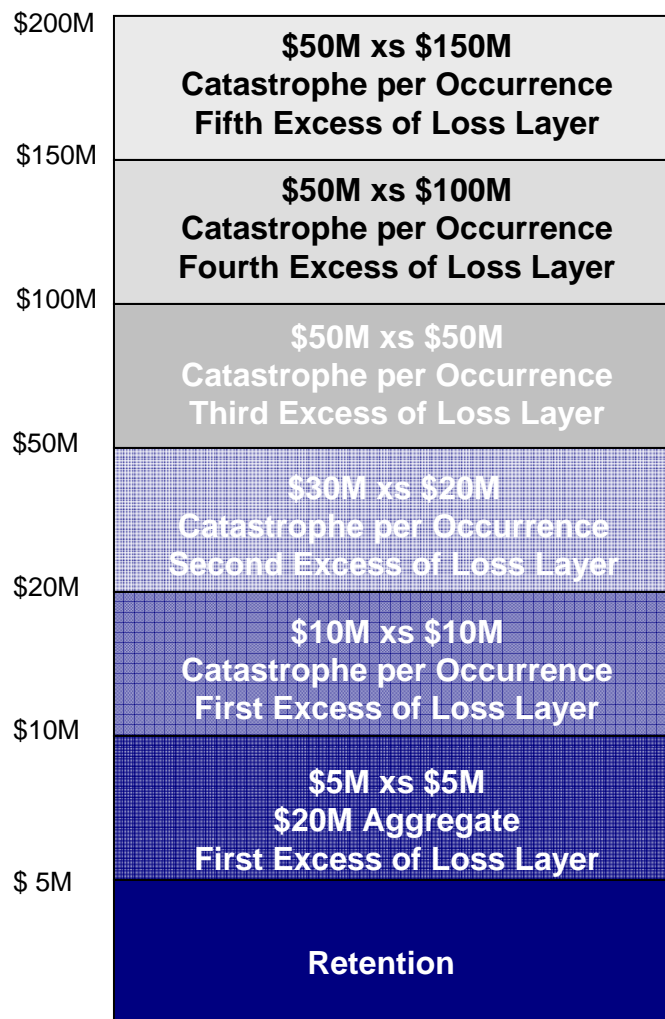 $200M
$50M xs $150M
Catastrophe per Occurrence
Fifth Excess of Loss Layer
$150M
$50M xs $100M
Catastrophe per Occurrence
Fourth Excess of Loss Layer
$100M
$50M xs $50M
Catastrophe per Occurrence
Third Excess of Loss Layer
$50M
$30M xs $20M
Catastrophe per Occurrence
Second Excess of Loss Layer
$20M
$10M xs $10M
Catastrophe per Occurrence
First Excess of Loss Layer
$10M
$5M xs $5M
$20M Aggregate
First Excess of Loss Layer
$ 5M
Retention